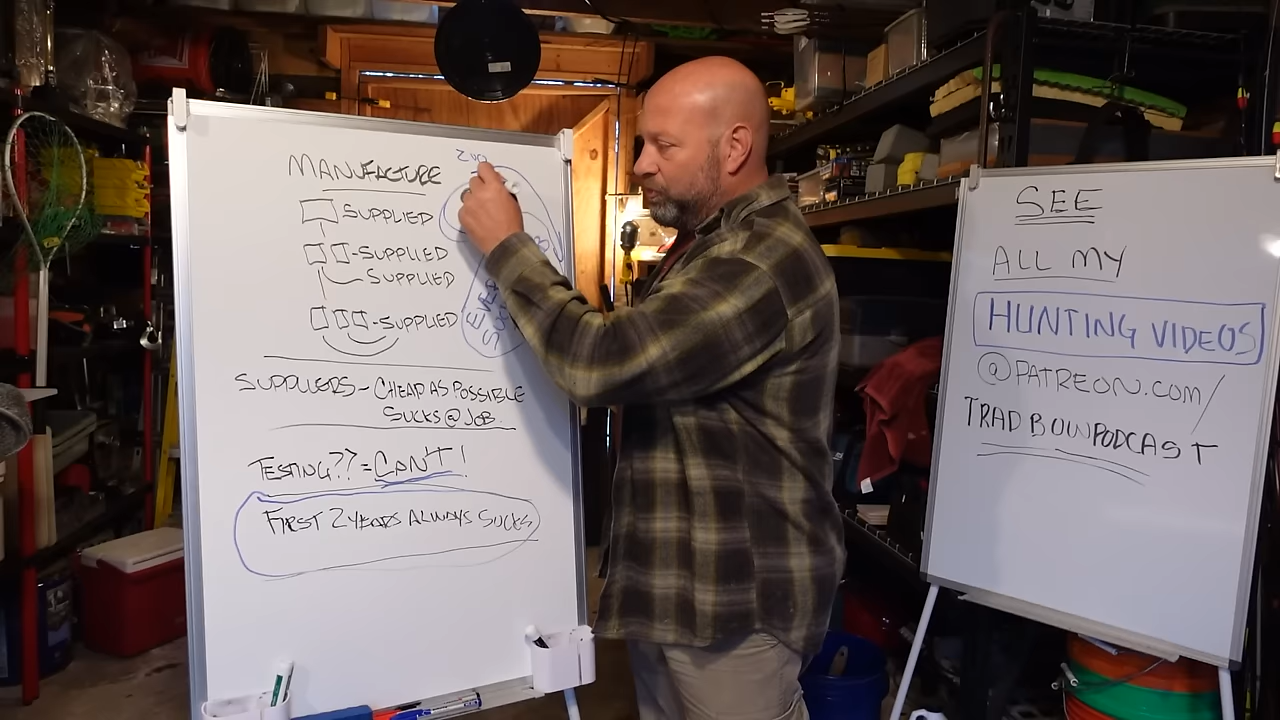 MANUFACTURE
SUPPLIED
-SUPPLIED
SUPPLIED
-SUPPLIED
SUPPLIERS - CHEAP AS POSSIBLE
SUCKS @ JOB
TESTING?? = CAN'T!
FIRST 2 YEARS ALWAYS SUCKS
SEE
ALL MY
HUNTING VIDEOS
@PATREON.COM/
TRADBOWPODCAST